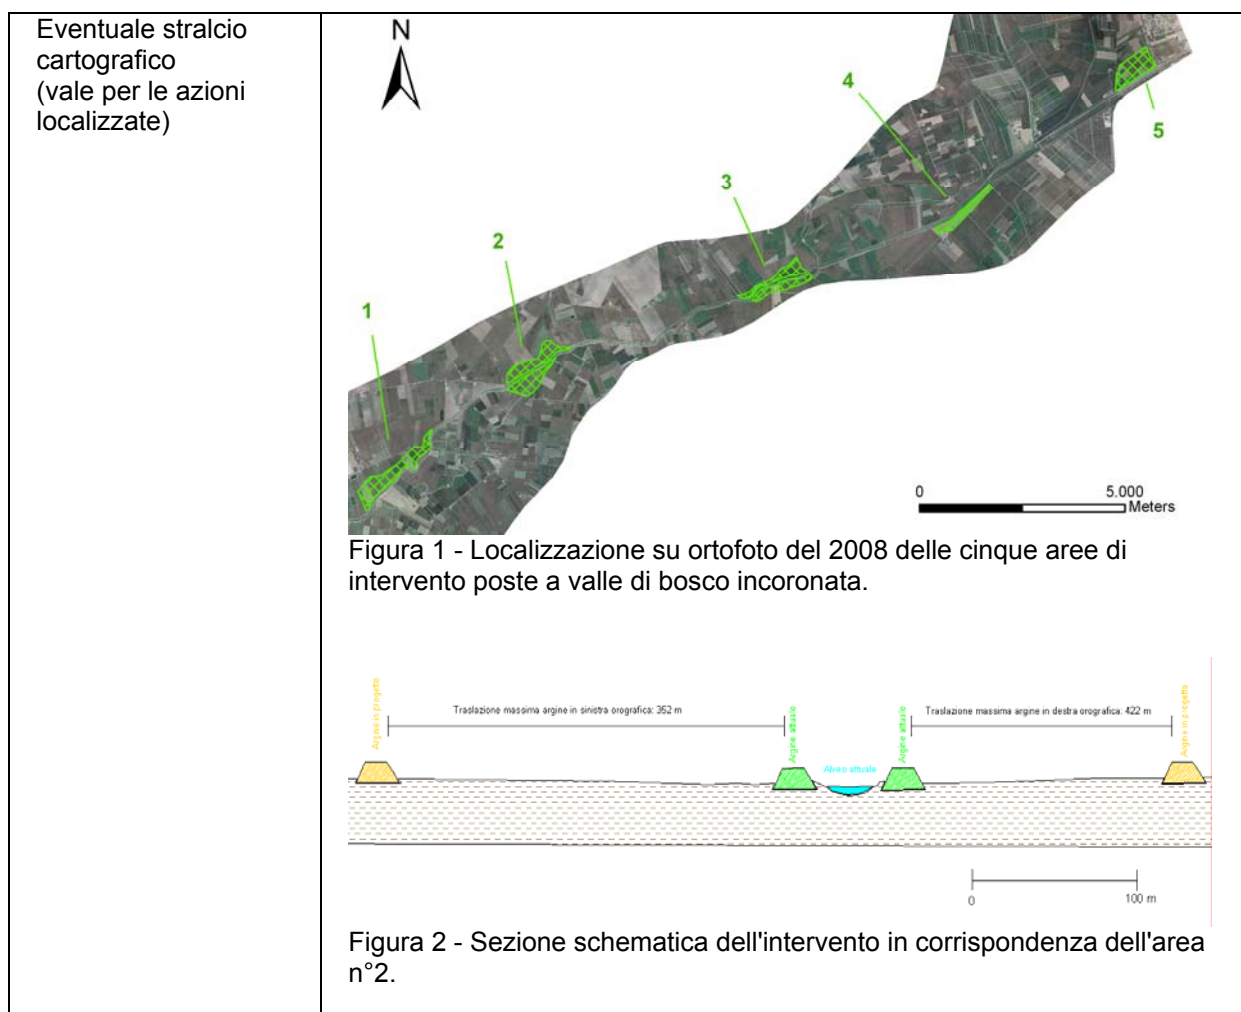 Eventuale stralcio
cartografico
(vale per le azioni
localizzate)
N
1
2
3
4
5
0 5.000
Meters
Figura 1 - Localizzazione su ortofoto del 2008 delle cinque aree di
intervento poste a valle di bosco incoronata.
Argine in progetto
Traslazione massima argine in sinistra orografica: 352 m
Argine attuale
Alveo attuale
Argine attuale
Traslazione massima argine in destra orografica: 422 m
Argine in progetto
0 100 m
Figura 2 - Sezione schematica dell'intervento in corrispondenza dell'area
n°2.